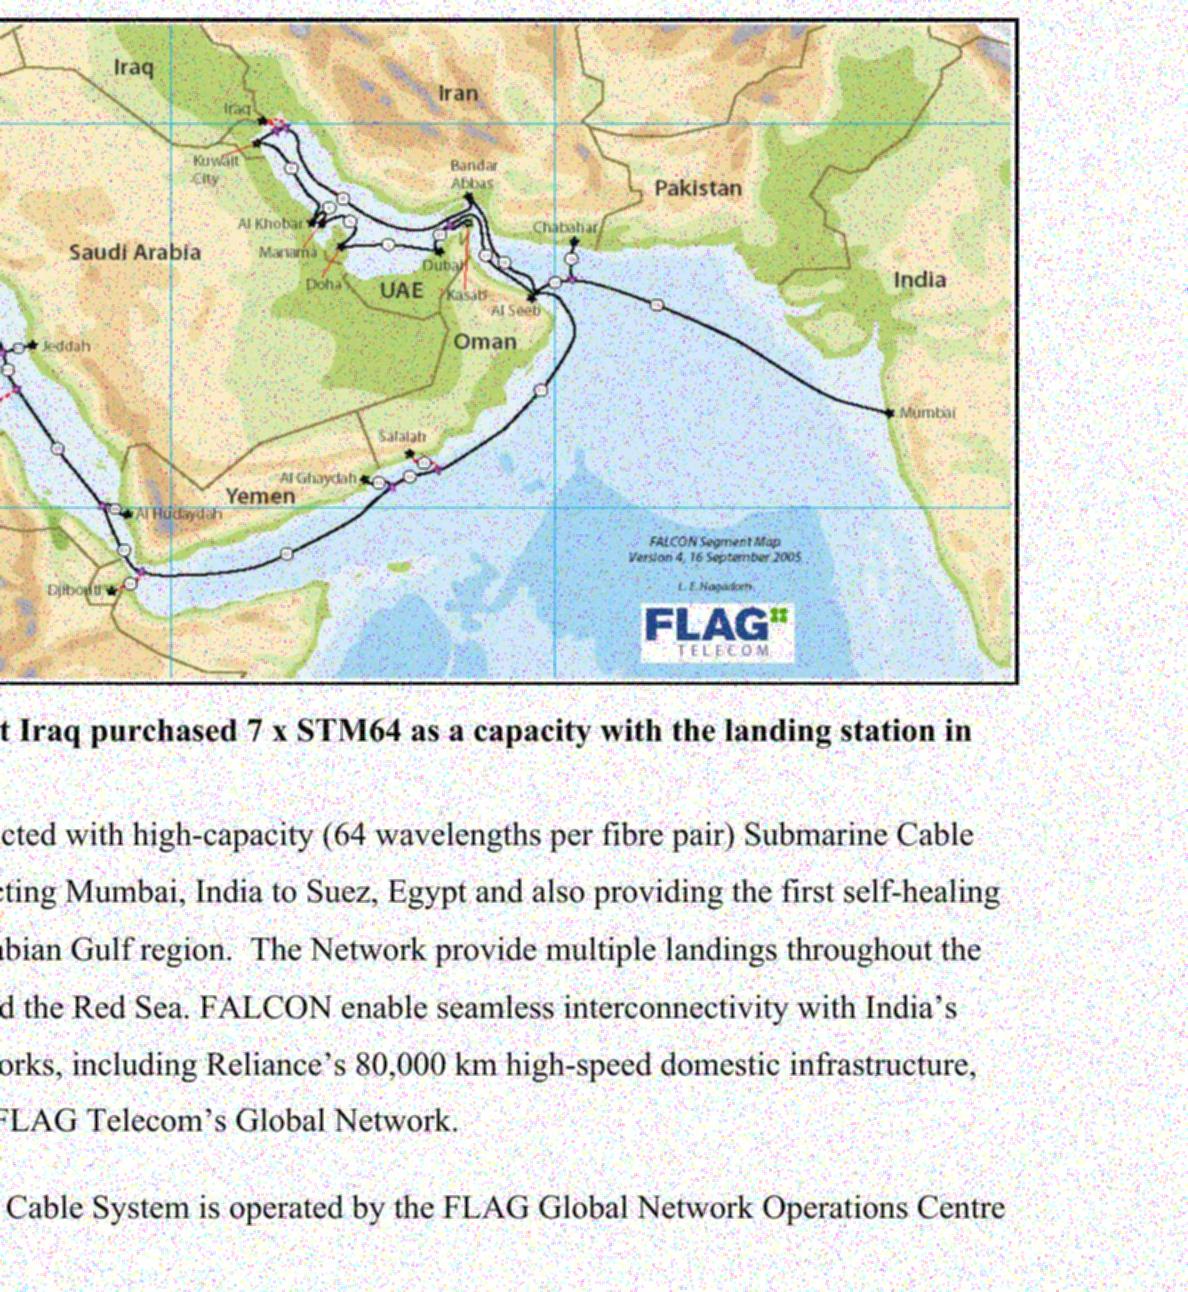 Iraq
Iran
Iraq
Kuwait
City
Bandar
Abbas
Pakistan
Al Khobar
Chabahar
Saudi Arabia
Manama
Dubai
India
Doha
UAE
Kasab
Al Seeb
Oman
Jeddah
Mumbai
Salalah
Al Ghaydah
Yemen
Al Hudaydah
FALCON Segment Map
Version 4, 16 September 2005
L. E. Hagadorn
Djibouti
FLAG
TELECOM
t Iraq purchased 7 x STM64 as a capacity with the landing station in
cted with high-capacity (64 wavelengths per fibre pair) Submarine Cable
cting Mumbai, India to Suez, Egypt and also providing the first self-healing
bian Gulf region. The Network provide multiple landings throughout the
d the Red Sea. FALCON enable seamless interconnectivity with India's
orks, including Reliance's 80,000 km high-speed domestic infrastructure,
FLAG Telecom's Global Network.
Cable System is operated by the FLAG Global Network Operations Centre